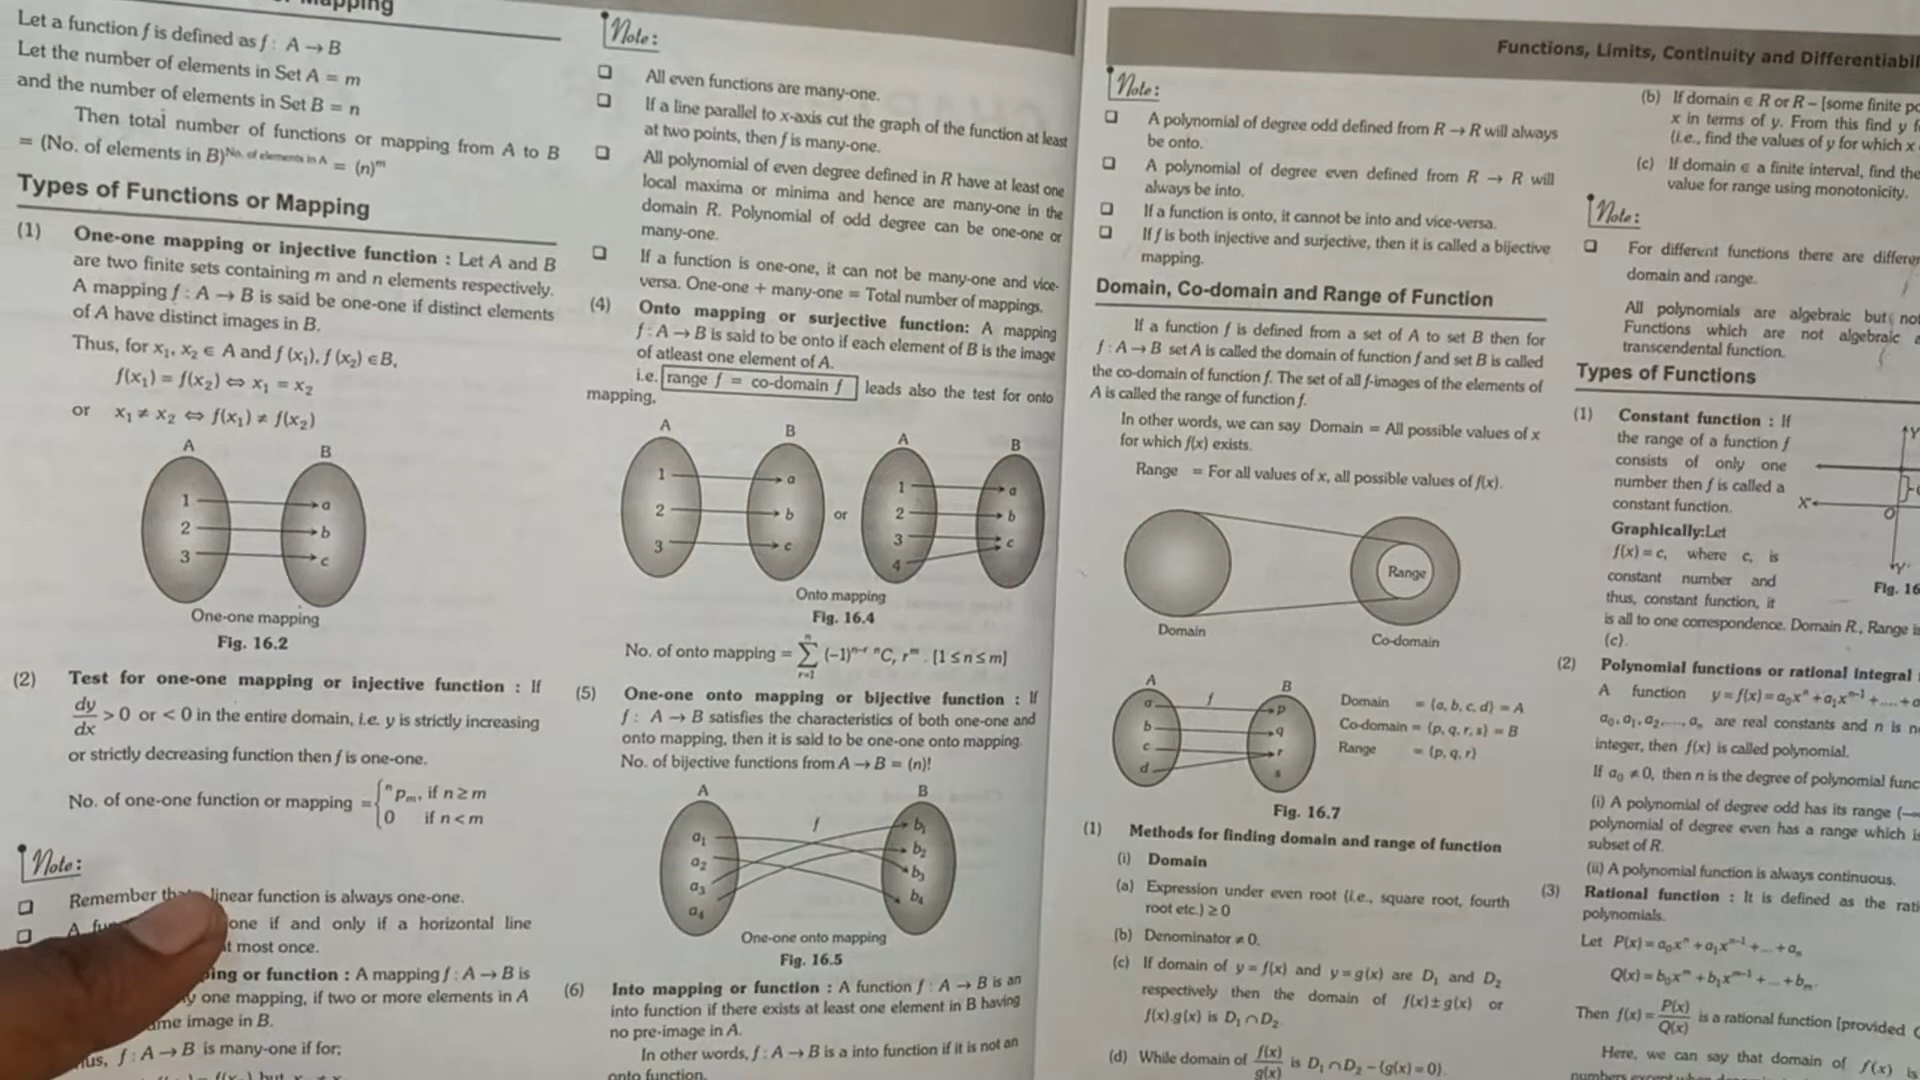 Mapping
Let a function f is defined as f : A → B
Let the number of elements in Set A = m
and the number of elements in Set B = n
Then total number of functions or mapping from A to B
= (No. of elements in B)^No. of elements in A = (n)^m
Types of Functions or Mapping
(1) One-one mapping or injective function : Let A and B
are two finite sets containing m and n elements respectively.
A mapping f : A → B is said be one-one if distinct elements
of A have distinct images in B.
Thus, for x₁, x₂ ∈ A and f (x₁), f (x₂) ∈B,
f(x₁) = f(x₂) ⇔ x₁ = x₂
or x₁ ≠ x₂ ⇔ f(x₁) ≠ f(x₂)
A B
1 a
2 b
3 c
One-one mapping
Fig. 16.2
(2) Test for one-one mapping or injective function : If
dy/dx > 0 or < 0 in the entire domain, i.e. y is strictly increasing
or strictly decreasing function then f is one-one.
No. of one-one function or mapping = { ⁿPₘ, if n ≥ m
0 if n < m
Note:
❑ Remember linear function is always one-one.
❑ A one if and only if a horizontal line
most once.
or function : A mapping f : A → B is
one mapping, if two or more elements in A
image in B.
f : A → B is many-one if for;
Note:
❑ All even functions are many-one.
❑ If a line parallel to x-axis cut the graph of the function at least
at two points, then f is many-one.
❑ All polynomial of even degree defined in R have at least one
local maxima or minima and hence are many-one in the
domain R. Polynomial of odd degree can be one-one or
many-one.
❑ If a function is one-one, it can not be many-one and vice-
versa. One-one + many-one = Total number of mappings.
(4) Onto mapping or surjective function: A mapping
f : A → B is said to be onto if each element of B is the image
of atleast one element of A.
i.e. range f = co-domain f leads also the test for onto
mapping.
A B A B
1 a 1 a
2 b or 2 b
3 c 3 c
4
Onto mapping
Fig. 16.4
No. of onto mapping = Σ_{r=1}^{n} (−1)^{n−r} ⁿCᵣ r^m . [1 ≤ n ≤ m]
(5) One-one onto mapping or bijective function : If
f : A → B satisfies the characteristics of both one-one and
onto mapping, then it is said to be one-one onto mapping.
No. of bijective functions from A → B = (n)!
A B
f
a₁ b₁
a₂ b₂
a₃ b₃
a₄ b₄
One-one onto mapping
Fig. 16.5
(6) Into mapping or function : A function f : A → B is an
into function if there exists at least one element in B having
no pre-image in A.
In other words, f : A → B is a into function if it is not an
onto function.
Functions, Limits, Continuity and
Note:
❑ A polynomial of degree odd defined from R → R will always
be onto.
❑ A polynomial of degree even defined from R → R will
always be into.
❑ If a function is onto, it cannot be into and vice-versa.
❑ If f is both injective and surjective, then it is called a bijective
mapping.
Domain, Co-domain and Range of Function
If a function f is defined from a set of A to set B then for
f : A → B set A is called the domain of function f and set B is called
the co-domain of function f. The set of all f-images of the elements of
A is called the range of function f.
In other words, we can say Domain = All possible values of x
for which f(x) exists.
Range = For all values of x, all possible values of f(x).
Range
Domain
Co-domain
A f B
a p
b q
c r
d s
Domain = {a, b, c, d} = A
Co-domain = {p, q, r, s} = B
Range = {p, q, r}
Fig. 16.7
(1) Methods for finding domain and range of function
(i) Domain
(a) Expression under even root (i.e., square root, fourth
root etc.) ≥ 0
(b) Denominator ≠ 0.
(c) If domain of y = f(x) and y = g(x) are D₁ and D₂
respectively then the domain of f(x) ± g(x) or
f(x).g(x) is D₁ ∩ D₂.
(d) While domain of f(x)/g(x) is D₁ ∩ D₂ − {g(x) = 0}.
(b) If domain ∈ R or R − [some finite
x in terms of y. From this find y
(i.e., find the values of y for which x
(c) If domain ∈ a finite interval, find the
value for range using monotonicity.
Note:
❑ For different functions there are
domain and range.
All polynomials are algebraic but not
Functions which are not algebraic
transcendental function.
Types of Functions
(1) Constant function : If
the range of a function f
consists of only one
number then f is called a
constant function.
Graphically:Let
f(x) = c, where c, is
constant number and
thus, constant function, it
is all to one correspondence. Domain R., Range is
{c}.
Y
X'
O
Y'
Fig. 16
(2) Polynomial functions or rational integral
A function y = f(x) = a₀xⁿ + a₁xⁿ⁻¹ + .... +
a₀, a₁, a₂,....., aₙ are real constants and n is
integer, then f(x) is called polynomial.
If a₀ ≠ 0, then n is the degree of polynomial
(i) A polynomial of degree odd has its range
polynomial of degree even has a range which is
subset of R.
(ii) A polynomial function is always continuous.
(3) Rational function : It is defined as the
polynomials.
Let P(x) = a₀xⁿ + a₁xⁿ⁻¹ + ... + aₙ
Q(x) = b₀xᵐ + b₁xᵐ⁻¹ + ... + bₘ.
Then f(x) = P(x)/Q(x) is a rational function [provided
Here, we can say that domain of f(x) is